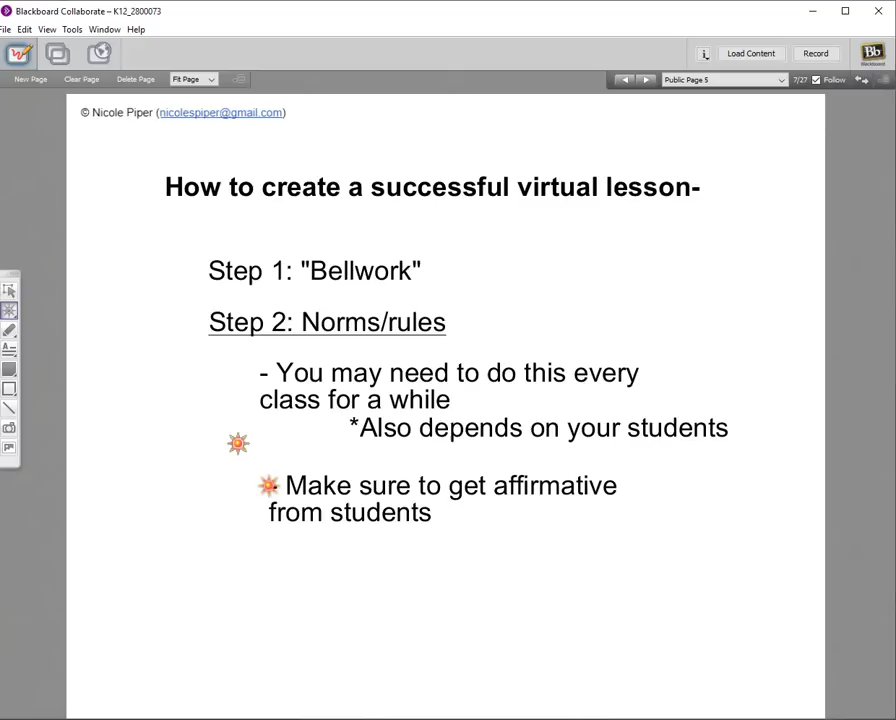 Blackboard Collaborate – K12_2800073
File Edit View Tools Window Help
Load Content Record Bb
Blackboard
New Page Clear Page Delete Page Fit Page Public Page 5 7/27 Follow
© Nicole Piper (nicolespiper@gmail.com)
How to create a successful virtual lesson-
Step 1: "Bellwork"
Step 2: Norms/rules
- You may need to do this every
class for a while
*Also depends on your students
- Make sure to get affirmative
from students